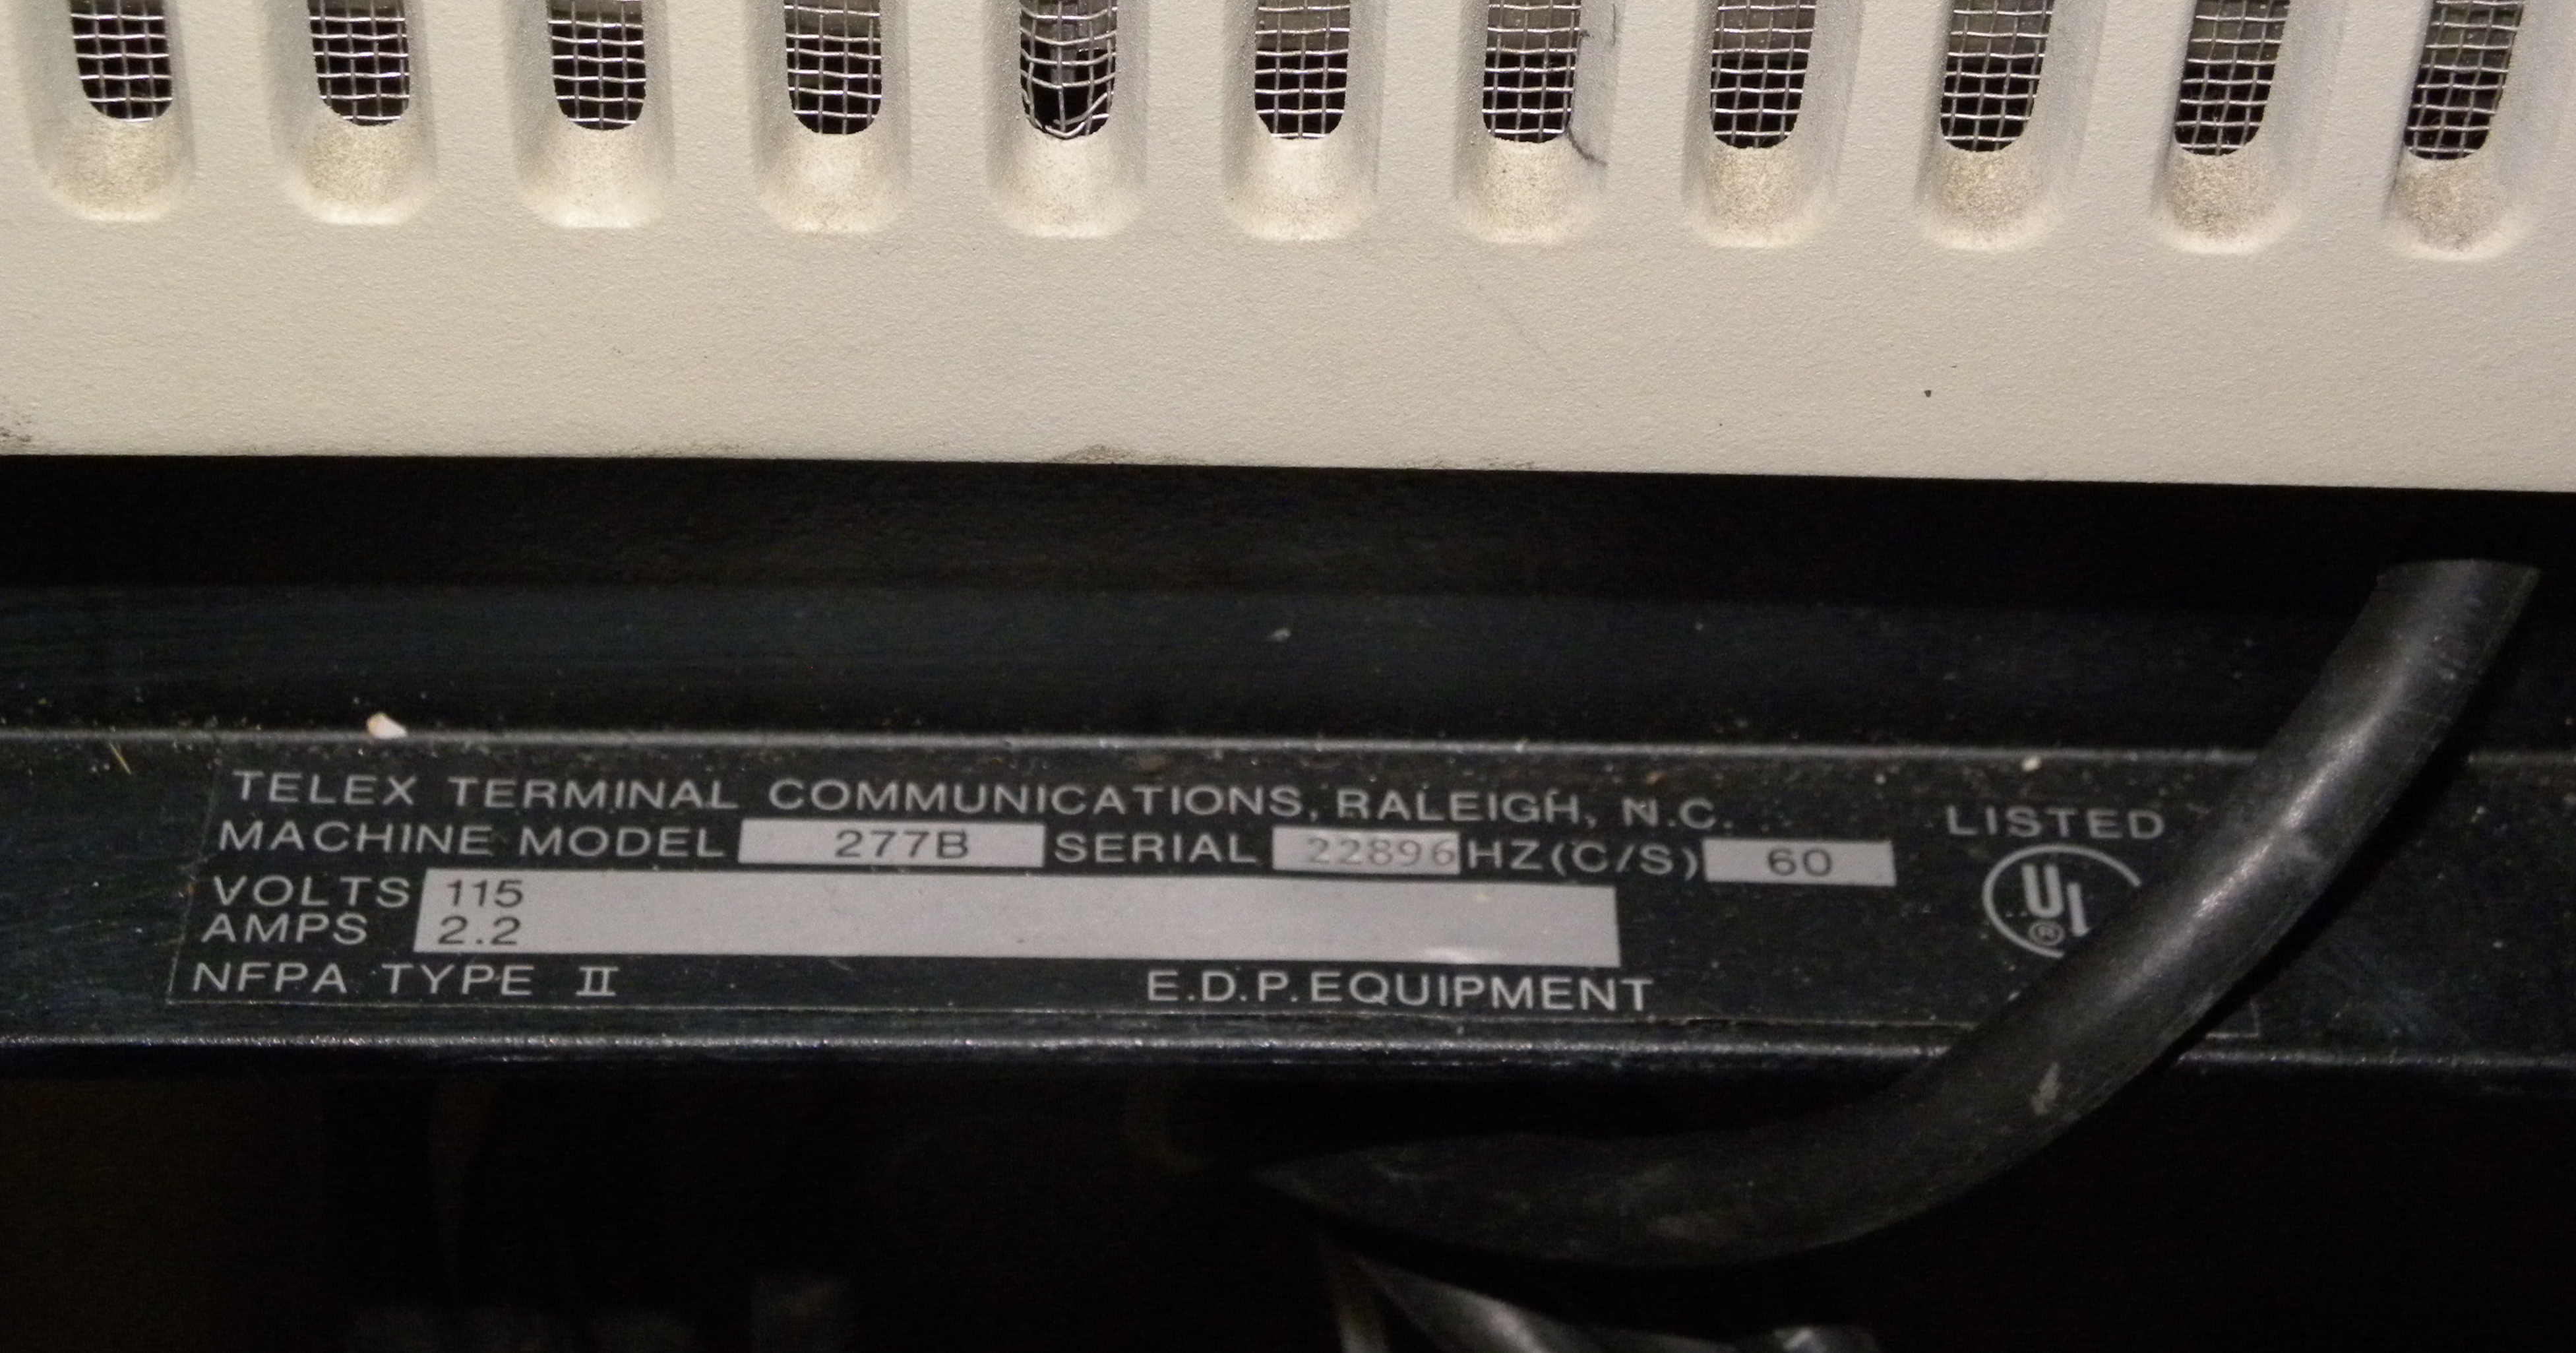 TELEX TERMINAL COMMUNICATIONS, RALEIGH, N.C.
MACHINE MODEL 277B SERIAL 22896 HZ(C/S) 60
VOLTS 115
AMPS 2.2
NFPA TYPE II E.D.P. EQUIPMENT
LISTED
UL ®